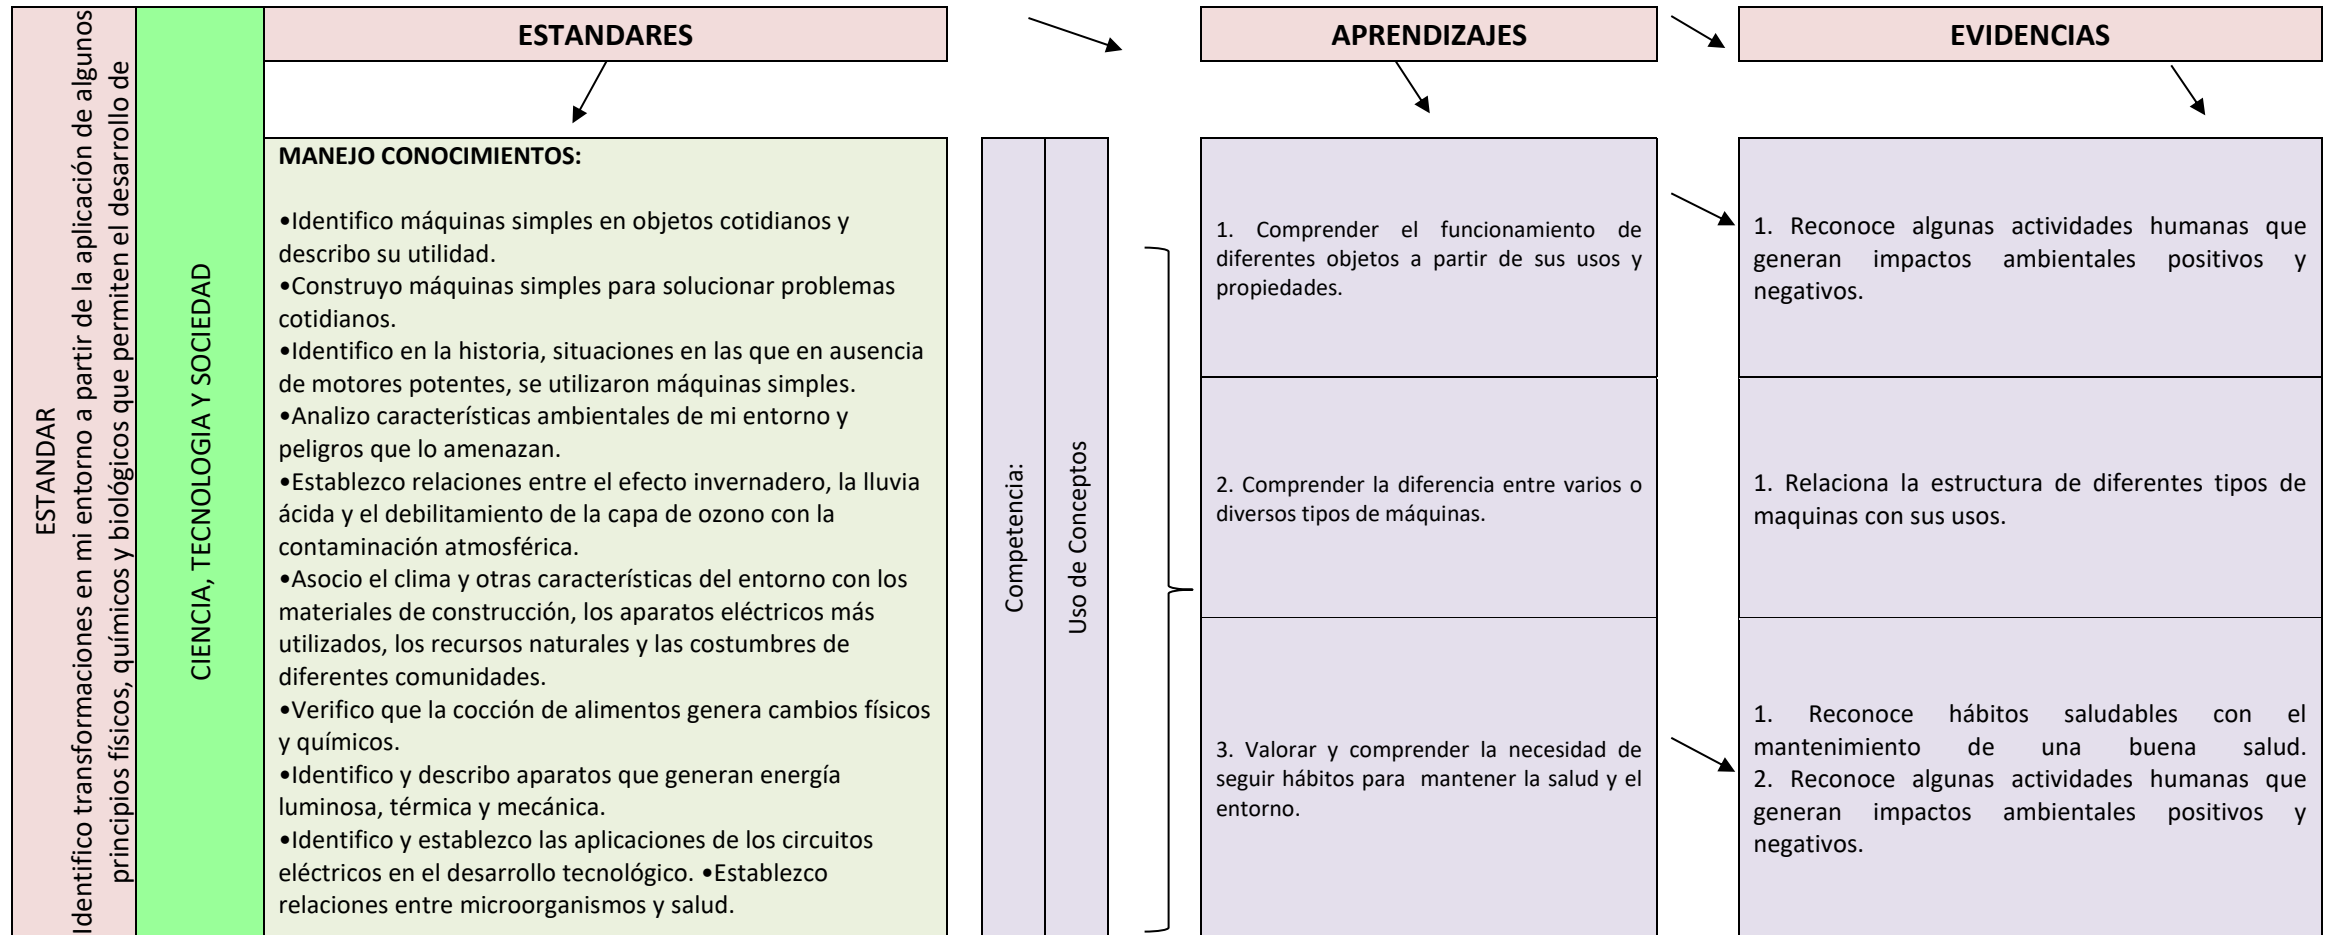 ESTANDAR
Identifico transformaciones en mi entorno a partir de la aplicación de algunos
principios físicos, químicos y biológicos que permiten el desarrollo de
CIENCIA, TECNOLOGIA Y SOCIEDAD
ESTANDARES
MANEJO CONOCIMIENTOS:
•Identifico máquinas simples en objetos cotidianos y
describo su utilidad.
•Construyo máquinas simples para solucionar problemas
cotidianos.
•Identifico en la historia, situaciones en las que en ausencia
de motores potentes, se utilizaron máquinas simples.
•Analizo características ambientales de mi entorno y
peligros que lo amenazan.
•Establezco relaciones entre el efecto invernadero, la lluvia
ácida y el debilitamiento de la capa de ozono con la
contaminación atmosférica.
•Asocio el clima y otras características del entorno con los
materiales de construcción, los aparatos eléctricos más
utilizados, los recursos naturales y las costumbres de
diferentes comunidades.
•Verifico que la cocción de alimentos genera cambios físicos
y químicos.
•Identifico y describo aparatos que generan energía
luminosa, térmica y mecánica.
•Identifico y establezco las aplicaciones de los circuitos
eléctricos en el desarrollo tecnológico. •Establezco
relaciones entre microorganismos y salud.
Competencia:
Uso de Conceptos
APRENDIZAJES
1. Comprender el funcionamiento de
diferentes objetos a partir de sus usos y
propiedades.
2. Comprender la diferencia entre varios o
diversos tipos de máquinas.
3. Valorar y comprender la necesidad de
seguir hábitos para mantener la salud y el
entorno.
EVIDENCIAS
1. Reconoce algunas actividades humanas que
generan impactos ambientales positivos y
negativos.
1. Relaciona la estructura de diferentes tipos de
maquinas con sus usos.
1. Reconoce hábitos saludables con el
mantenimiento de una buena salud.
2. Reconoce algunas actividades humanas que
generan impactos ambientales positivos y
negativos.